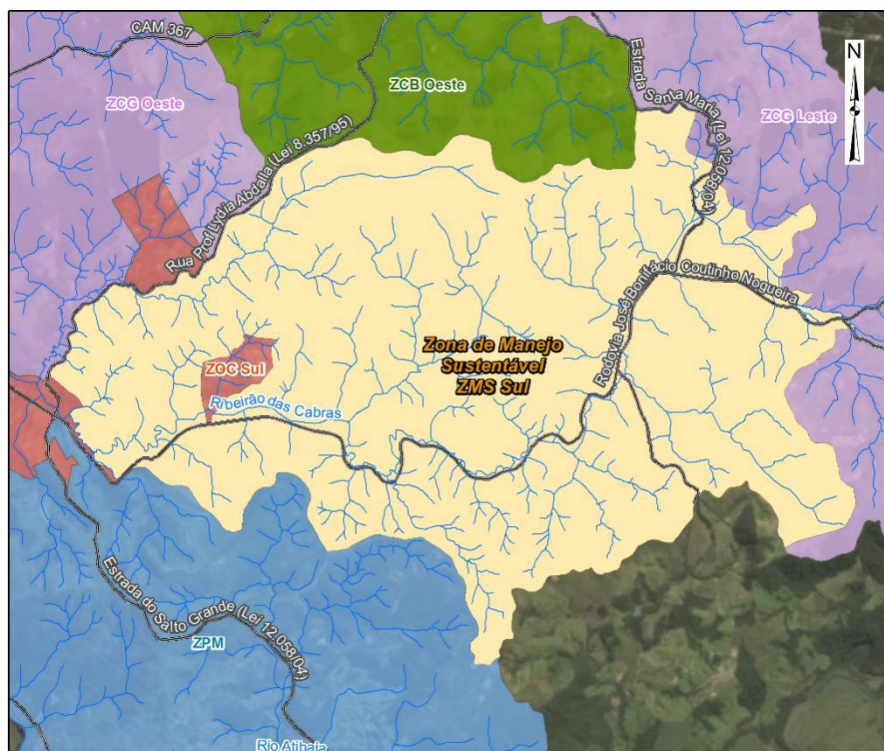 CAM 367
N
ZCB Oeste
Estrada Santa Maria (Lei 12.058/04)
ZCG Oeste
ZCG Leste
Rua Prof Lydia Abdalla (Lei 8.357/95)
Rodovia José Bonifácio Coutinho Nogueira
Zona de Manejo
Sustentável
ZMS Sul
ZOC Sul
Ribeirão das Cabras
Estrada do Salto Grande (Lei 12.058/04)
ZPM
Rio Atibaia